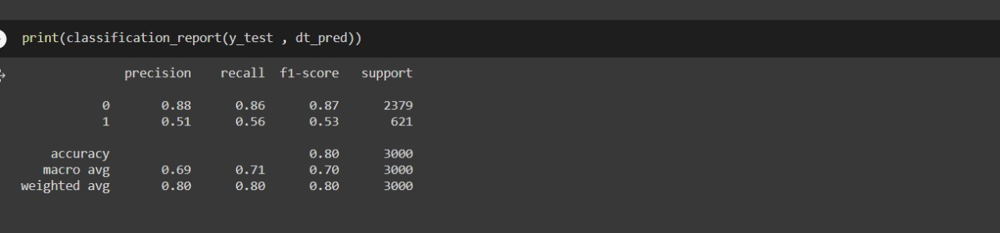 print(classification_report(y_test , dt_pred))
precision recall f1-score support
0 0.88 0.86 0.87 2379
1 0.51 0.56 0.53 621
accuracy 0.80 3000
macro avg 0.69 0.71 0.70 3000
weighted avg 0.80 0.80 0.80 3000